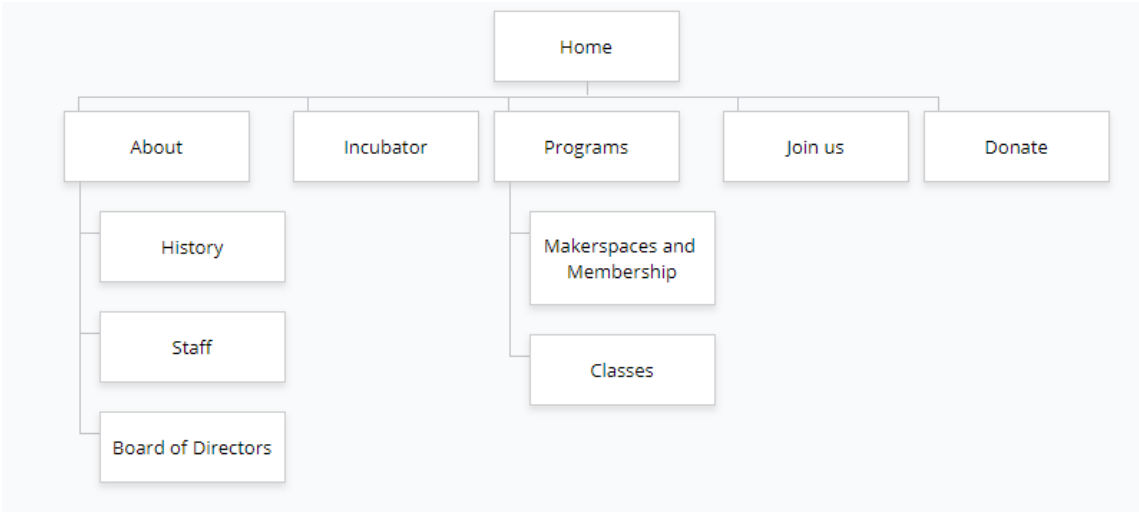 Home
About
Incubator
Programs
Join us
Donate
History
Staff
Board of Directors
Makerspaces and
Membership
Classes